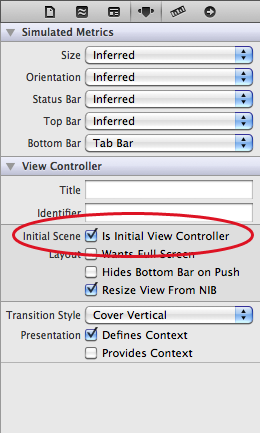 Simulated Metrics
Size Inferred
Orientation Inferred
Status Bar Inferred
Top Bar Inferred
Bottom Bar Tab Bar
View Controller
Title
Identifier
Initial Scene Is Initial View Controller
Layout Wants Full Screen
Hides Bottom Bar on Push
Resize View From NIB
Transition Style Cover Vertical
Presentation Defines Context
Provides Context